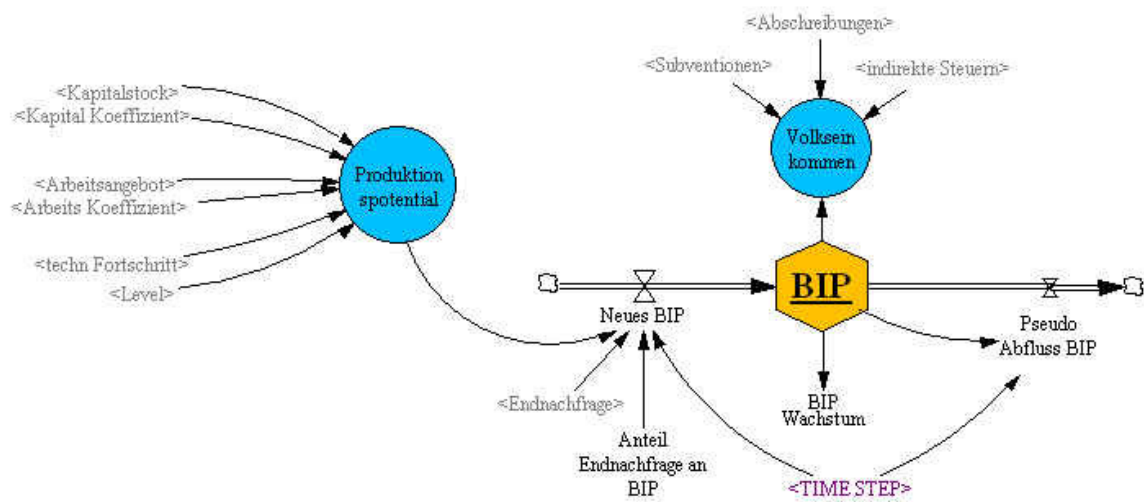 <Abschreibungen>
<Subventionen>
<indirekte Steuern>
<Kapitalstock>
<Kapital Koeffizient>
Volksein
kommen
Produktion
spotential
<Arbeitsangebot>
<Arbeits Koeffizient>
<techn Fortschritt>
<Level>
BIP
Neues BIP
Pseudo
Abfluss BIP
<Endnachfrage>
BIP
Wachstum
Anteil
Endnachfrage an
BIP
<TIME STEP>